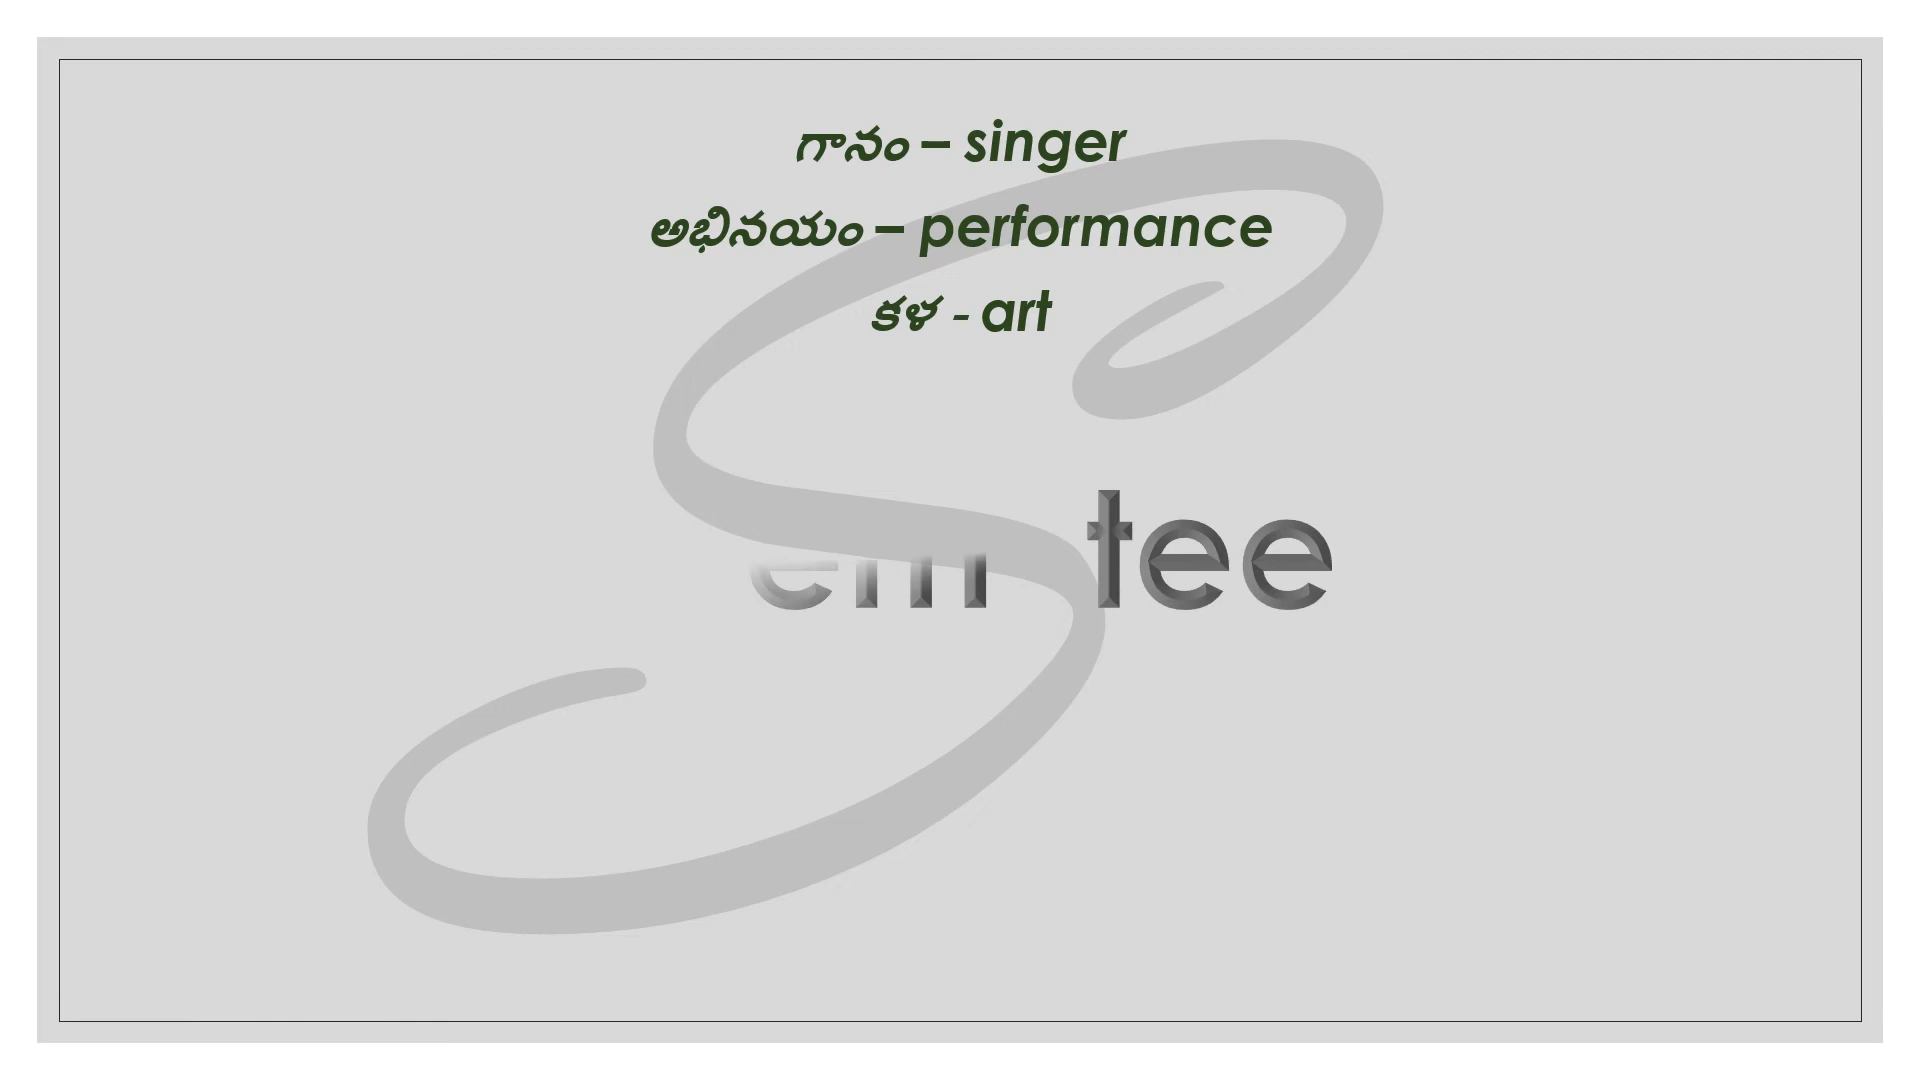 గానం – singer
అభినయం – performance
కళ - art
tee